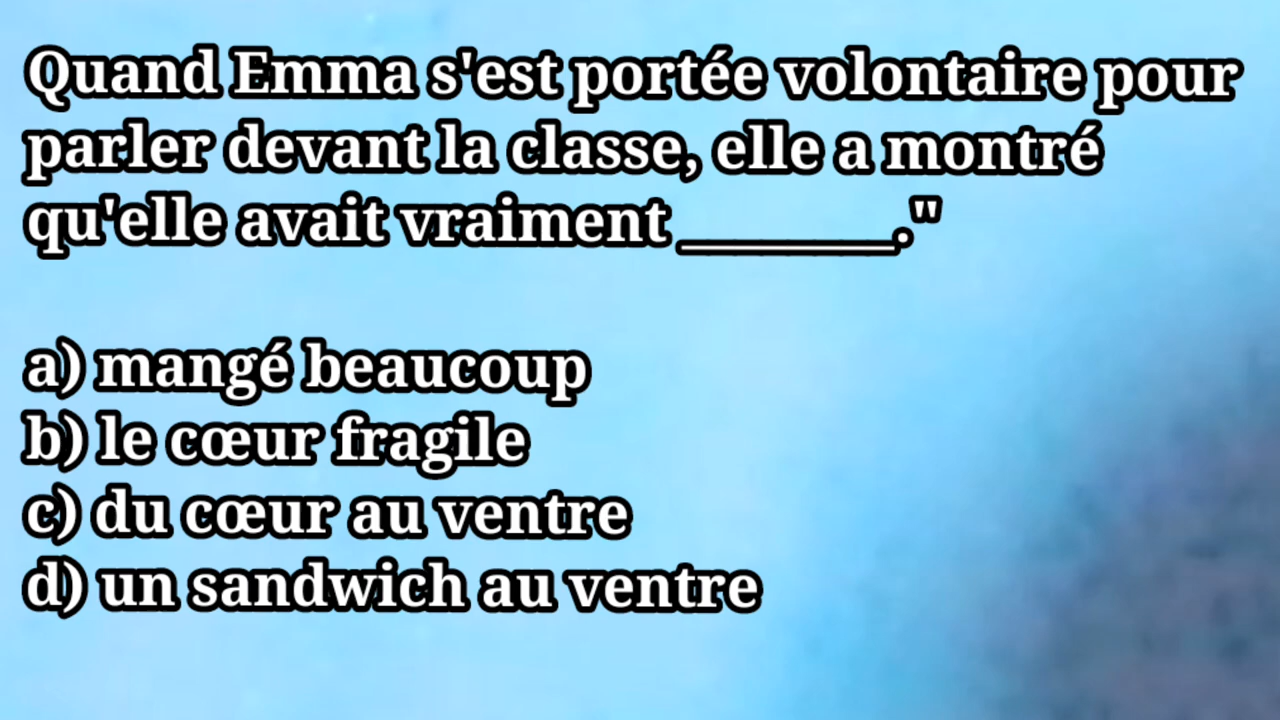 Quand Emma s'est portée volontaire pour
parler devant la classe, elle a montré
qu'elle avait vraiment ________."
a) mangé beaucoup
b) le cœur fragile
c) du cœur au ventre
d) un sandwich au ventre